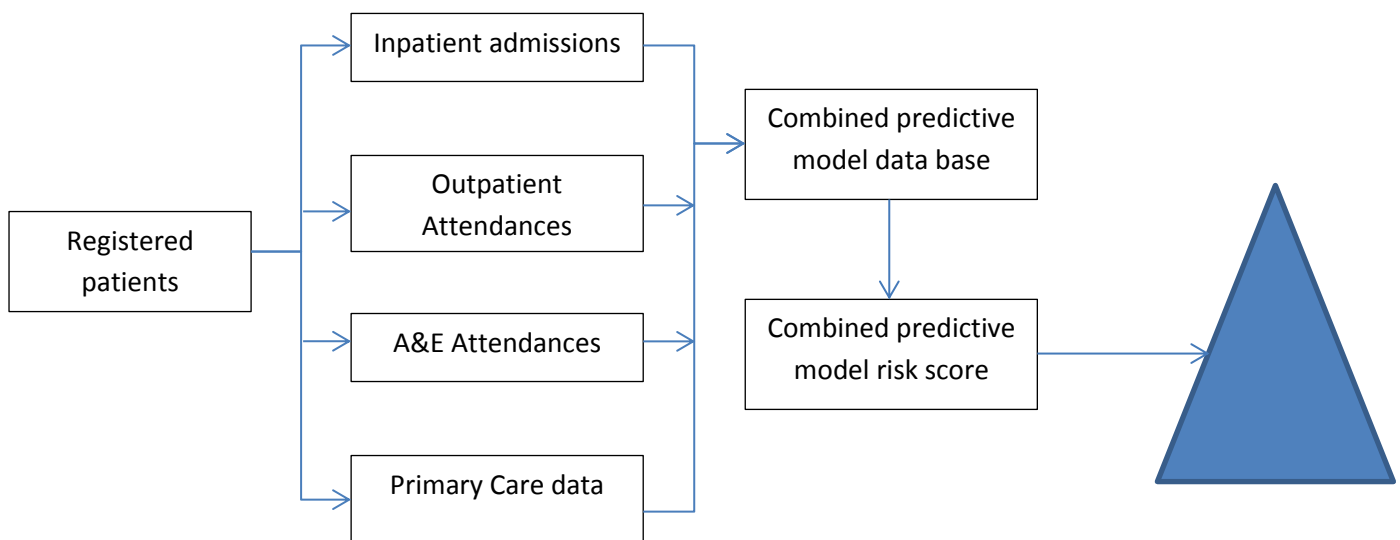 Registered
patients
Inpatient admissions
Outpatient
Attendances
A&E Attendances
Primary Care data
Combined predictive
model data base
Combined predictive
model risk score